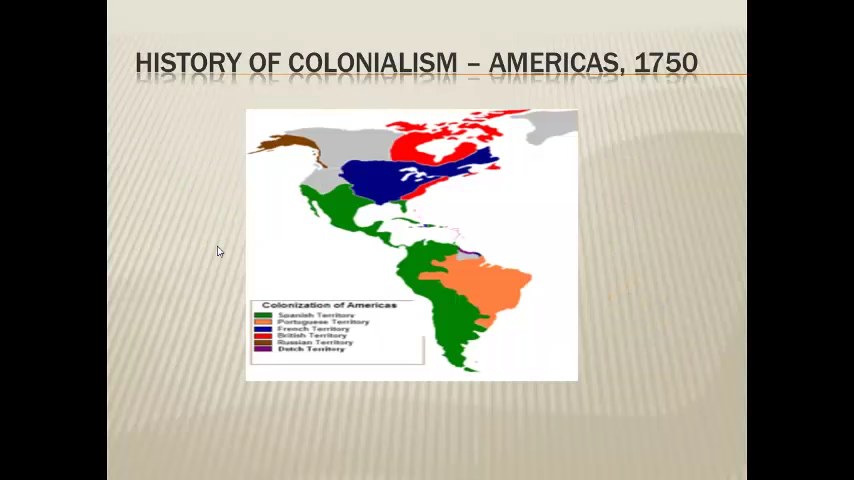 HISTORY OF COLONIALISM – AMERICAS, 1750
Colonization of Americas
Spanish Territory
Portuguese Territory
French Territory
British Territory
Russian Territory
Dutch Territory